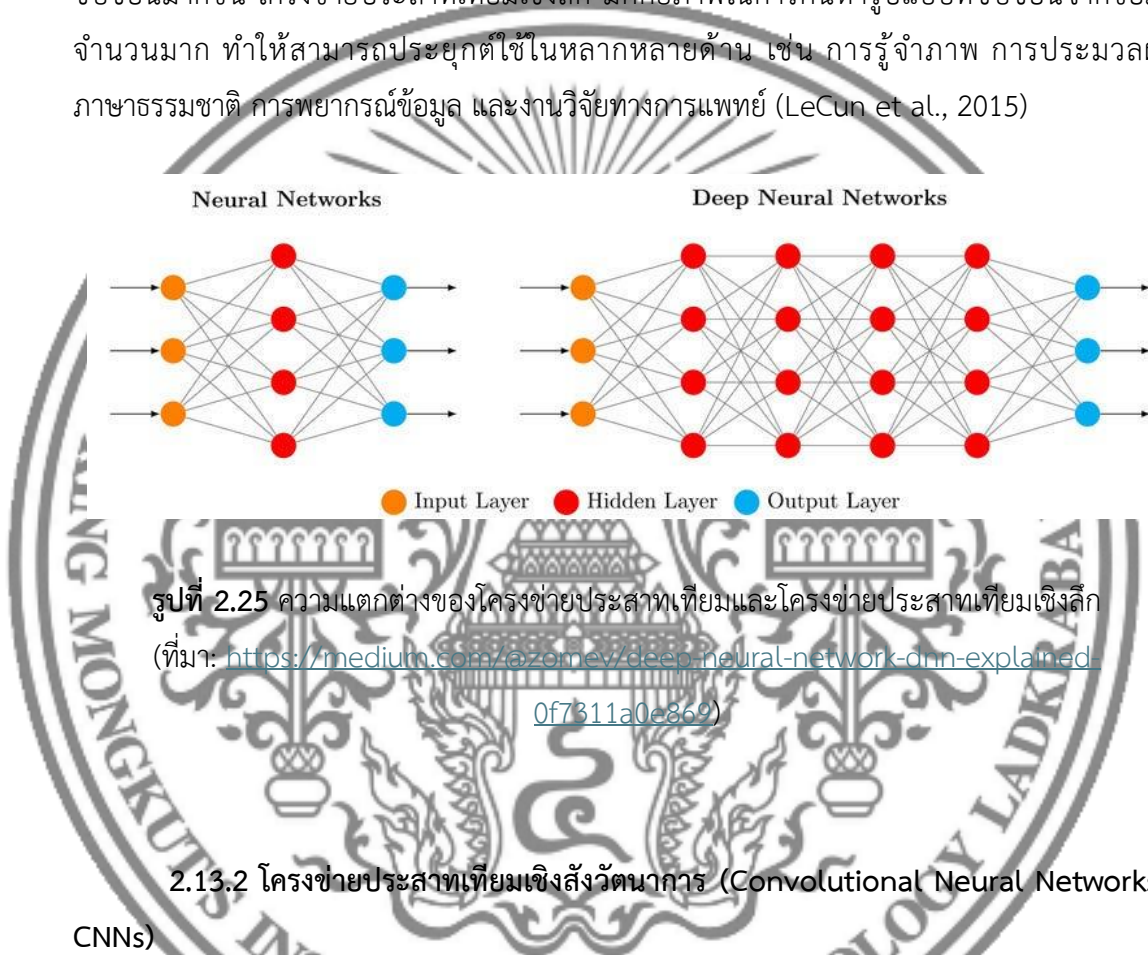 จำนวนมาก ทำให้สามารถประยุกต์ใช้ในหลากหลายด้าน เช่น การรู้จำภาพ การประมวล
ภาษาธรรมชาติ การพยากรณ์ข้อมูล และงานวิจัยทางการแพทย์ (LeCun et al., 2015)
Neural Networks
Deep Neural Networks
Input Layer
Hidden Layer
Output Layer
รูปที่ 2.25 ความแตกต่างของโครงข่ายประสาทเทียมและโครงข่ายประสาทเทียมเชิงลึก
(ที่มา: https://medium.com/@zomev/deep-neural-network-dnn-explained-
0f7311a0e869)
2.13.2 โครงข่ายประสาทเทียมเชิงสังวัตนาการ (Convolutional Neural Network
CNNs)
ING MONGKUT'S INS
OLOGY LADKRABA